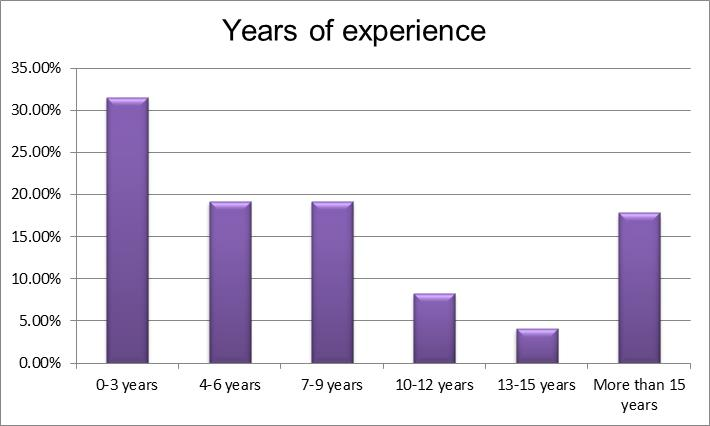 Years of experience
35.00%
30.00%
25.00%
20.00%
15.00%
10.00%
5.00%
0.00%
0-3 years
4-6 years
7-9 years
10-12 years
13-15 years
More than 15
years